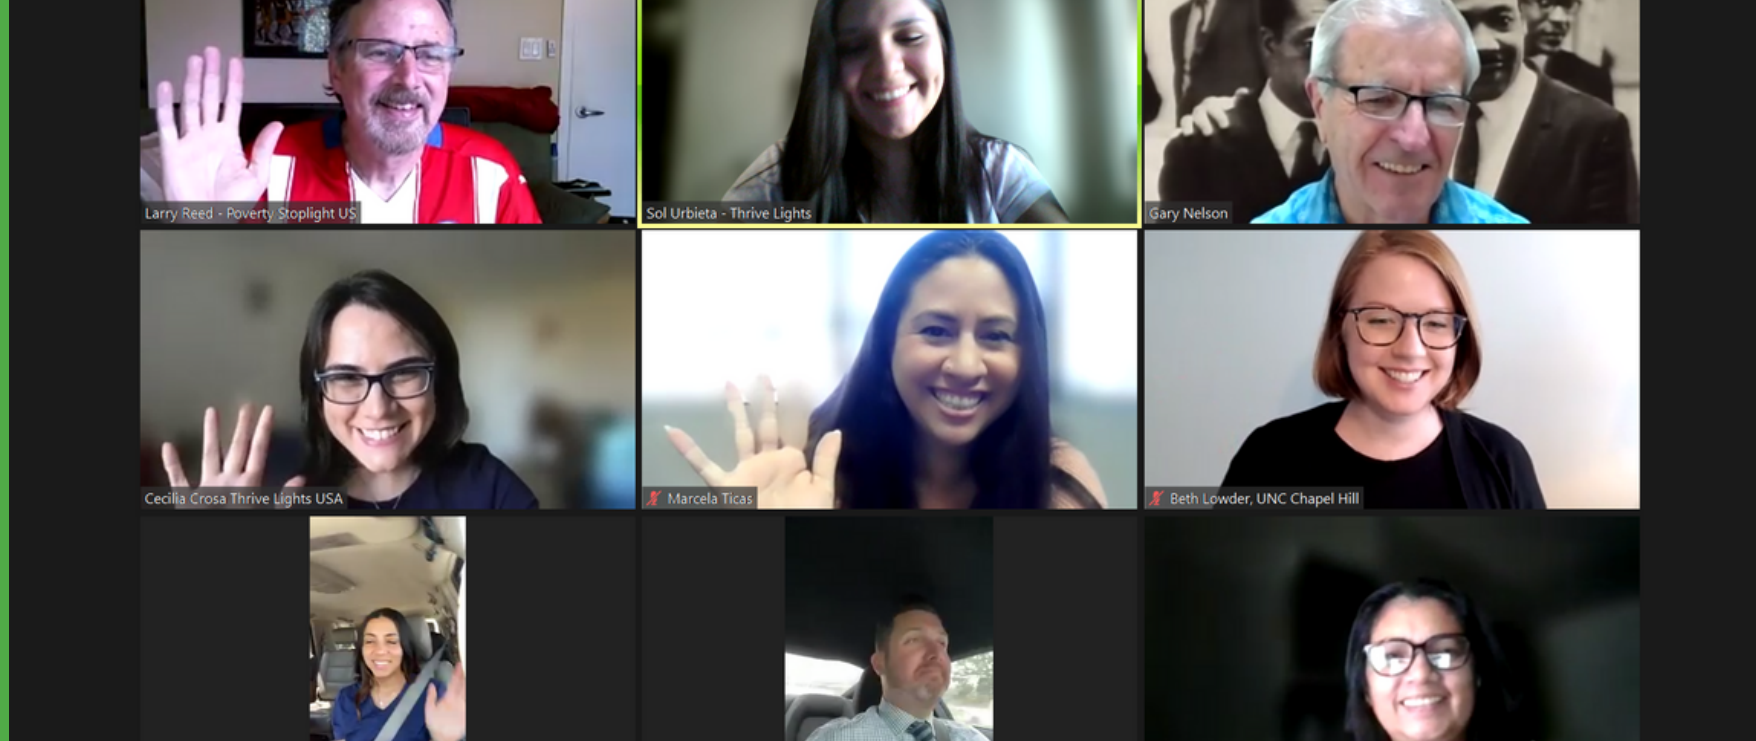 Larry Reed - Poverty Stoplight US
Sol Urbieta - Thrive Lights
Gary Nelson
Cecilia Crosa Thrive Lights USA
Marcela Ticas
Beth Lowder, UNC Chapel Hill